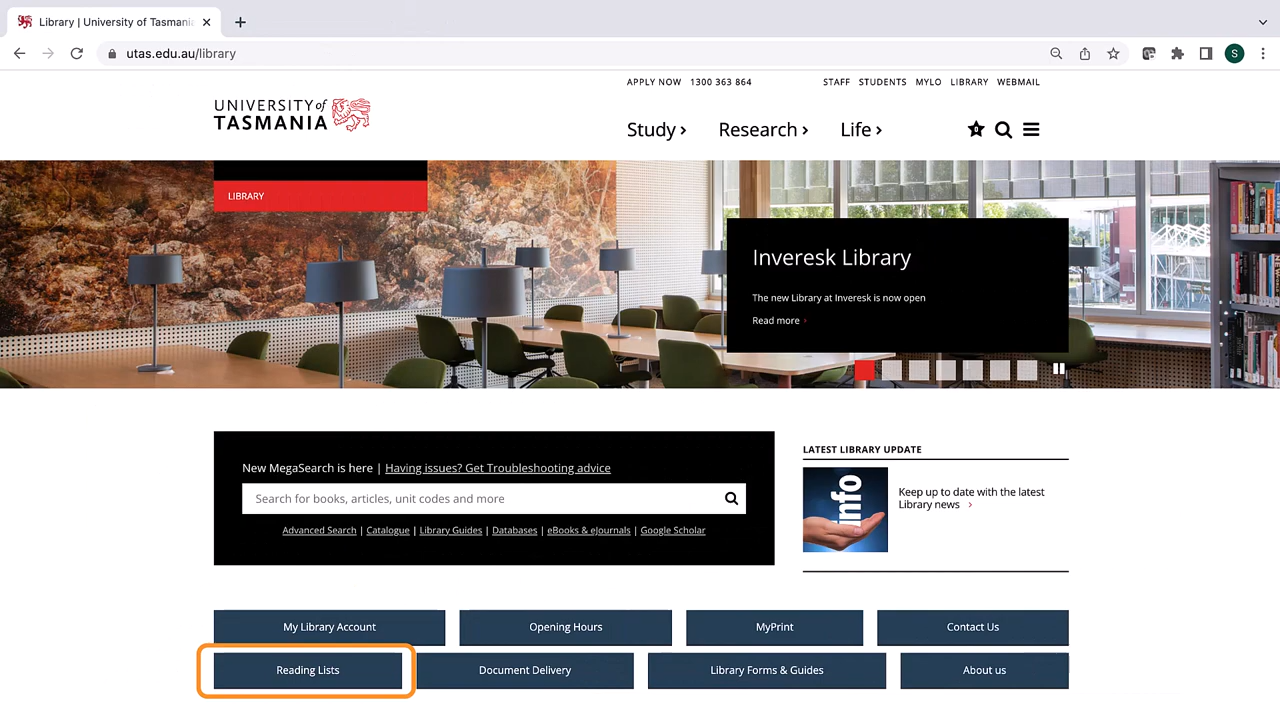 Library | University of Tasmani
utas.edu.au/library
S
APPLY NOW 1300 363 864
STAFF STUDENTS MYLO LIBRARY WEBMAIL
UNIVERSITY of
TASMANIA
Study ›
Research ›
Life ›
0
LIBRARY
Inveresk Library
The new Library at Inveresk is now open
Read more ›
New MegaSearch is here | Having issues? Get Troubleshooting advice
Search for books, articles, unit codes and more
Advanced Search | Catalogue | Library Guides | Databases | eBooks & eJournals | Google Scholar
LATEST LIBRARY UPDATE
info
Keep up to date with the latest
Library news ›
My Library Account
Opening Hours
MyPrint
Contact Us
Reading Lists
Document Delivery
Library Forms & Guides
About us